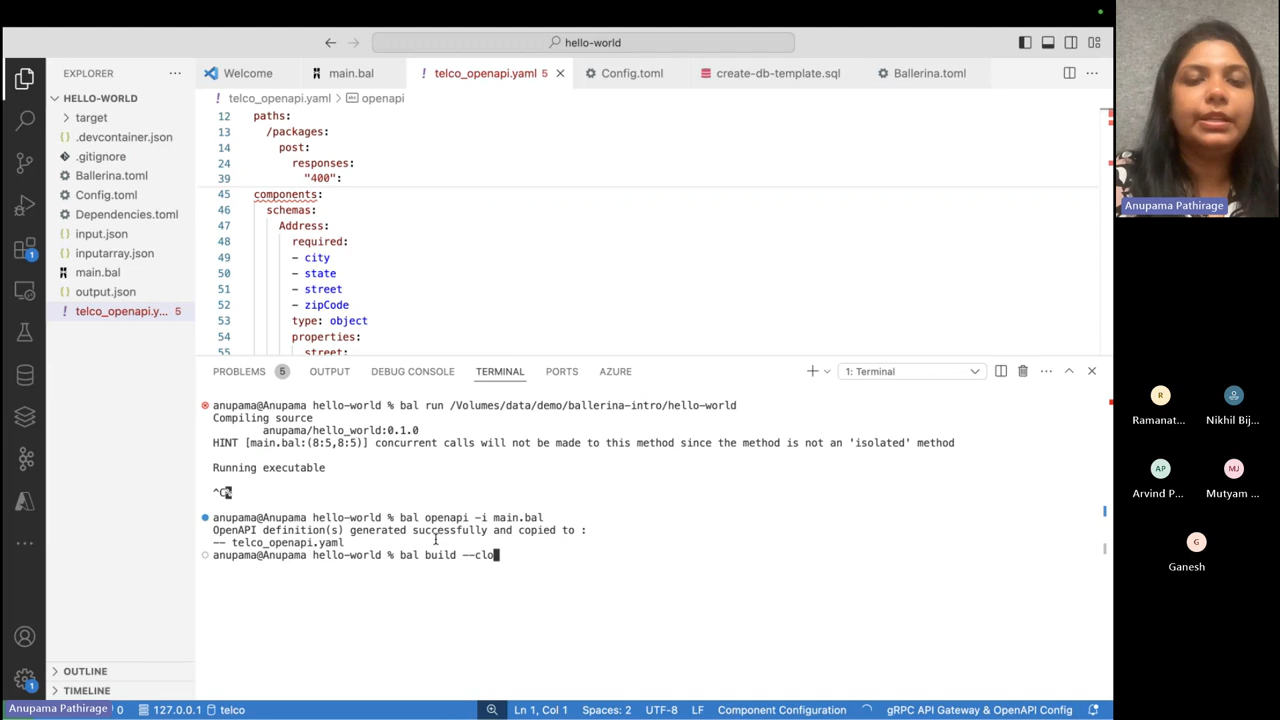 hello-world
EXPLORER
HELLO-WORLD
target
.devcontainer.json
.gitignore
Ballerina.toml
Config.toml
Dependencies.toml
input.json
inputarray.json
main.bal
output.json
telco_openapi.y... 5
OUTLINE
TIMELINE
1
1
Welcome
main.bal
telco_openapi.yaml 5
Config.toml
create-db-template.sql
Ballerina.toml
telco_openapi.yaml > openapi
12 paths:
13 /packages:
14 post:
24 responses:
39 "400":
45 components:
46 schemas:
47 Address:
48 required:
49 - city
50 - state
51 - street
52 - zipCode
53 type: object
54 properties:
55 street:
PROBLEMS 5 OUTPUT DEBUG CONSOLE TERMINAL PORTS AZURE
1: Terminal
anupama@Anupama hello-world % bal run /Volumes/data/demo/ballerina-intro/hello-world
Compiling source
anupama/hello_world:0.1.0
HINT [main.bal:(8:5,8:5)] concurrent calls will not be made to this method since the method is not an 'isolated' method
Running executable
^C%
anupama@Anupama hello-world % bal openapi -i main.bal
OpenAPI definition(s) generated successfully and copied to :
-- telco_openapi.yaml
anupama@Anupama hello-world % bal build --clo
Anupama Pathirage
0 127.0.0.1 telco
Ln 1, Col 1 Spaces: 2 UTF-8 LF Component Configuration gRPC API Gateway & OpenAPI Config
Anupama Pathirage
R
Ramanat...
Nikhil Bij...
AP
Arvind P...
MJ
Mutyam ...
G
Ganesh